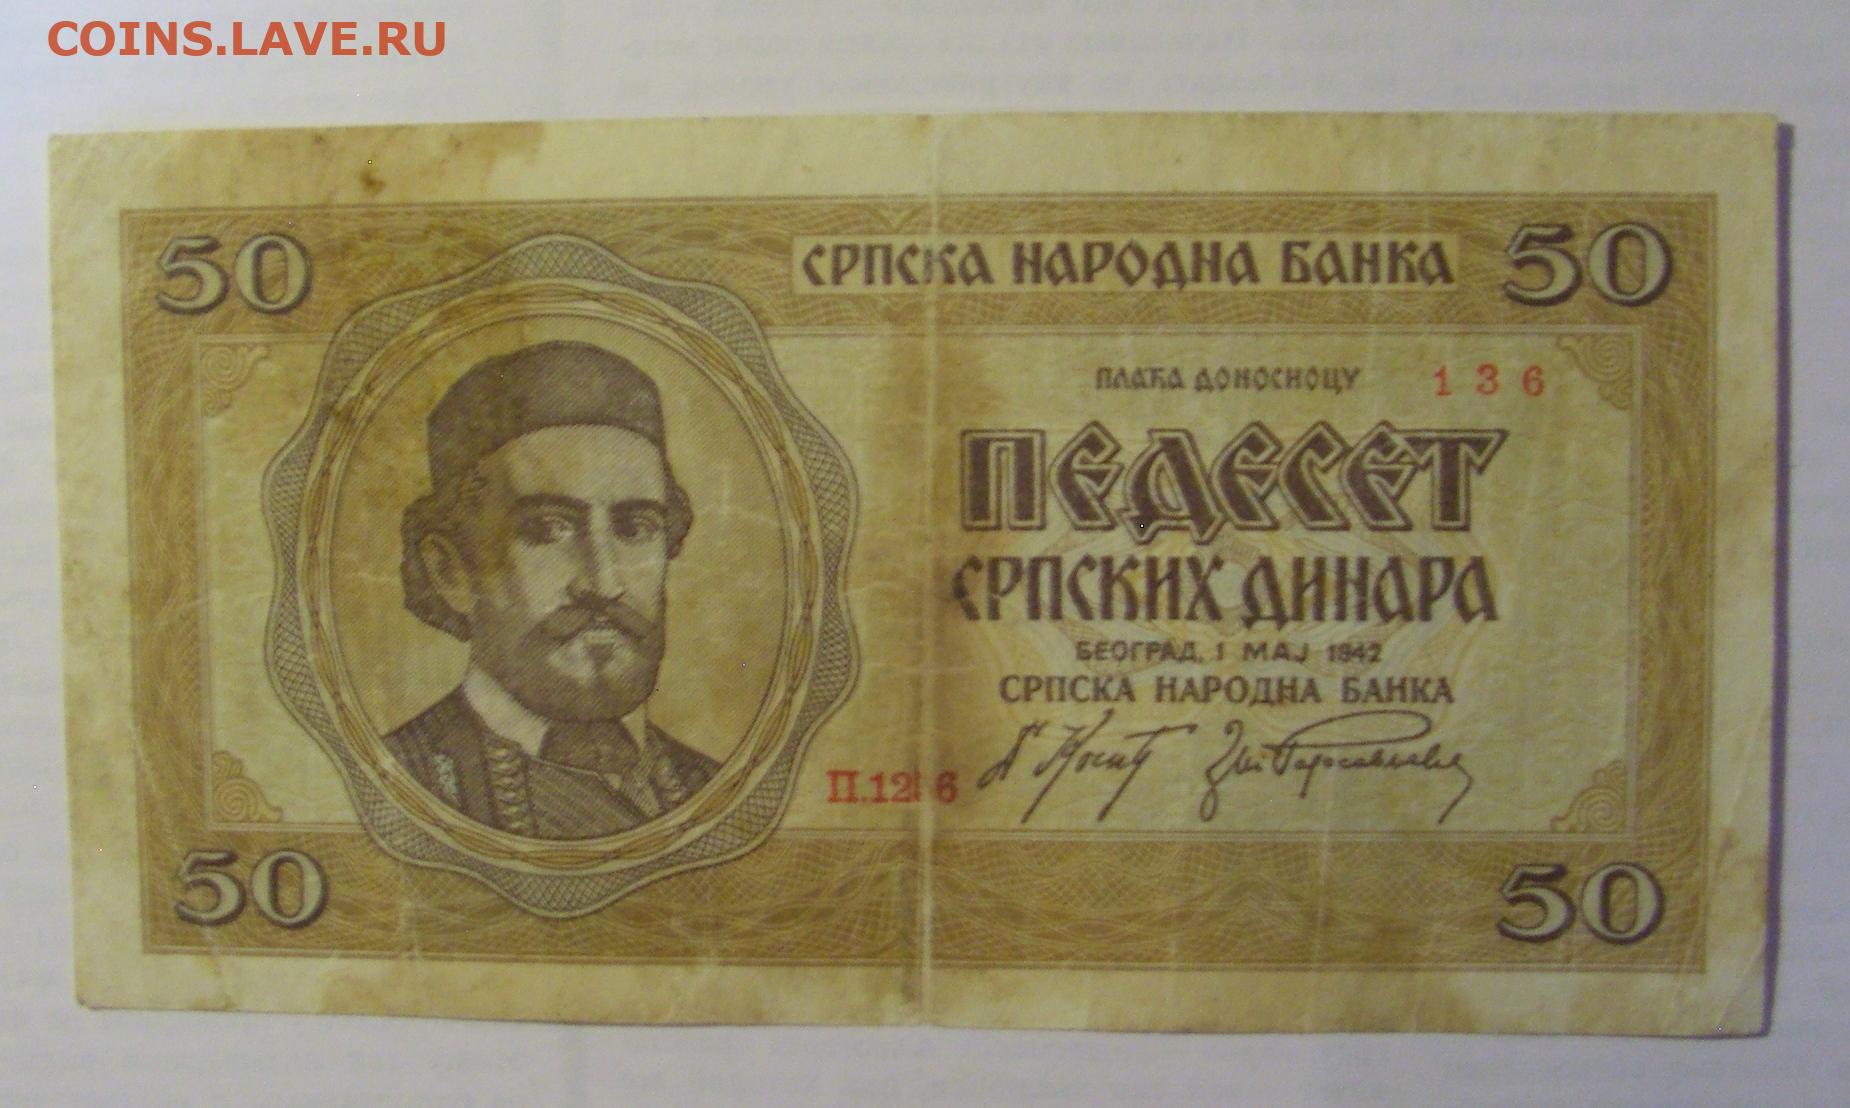 COINS.LAVE.RU
50
СРПСКА НАРОДНА БАНКА
50
ПЛАЋА ДОНОСИОЦУ
136
ПЕДЕСЕТ
СРПСКИХ ДИНАРА
БЕОГРАД, 1 МАЈ 1942
СРПСКА НАРОДНА БАНКА
50
50